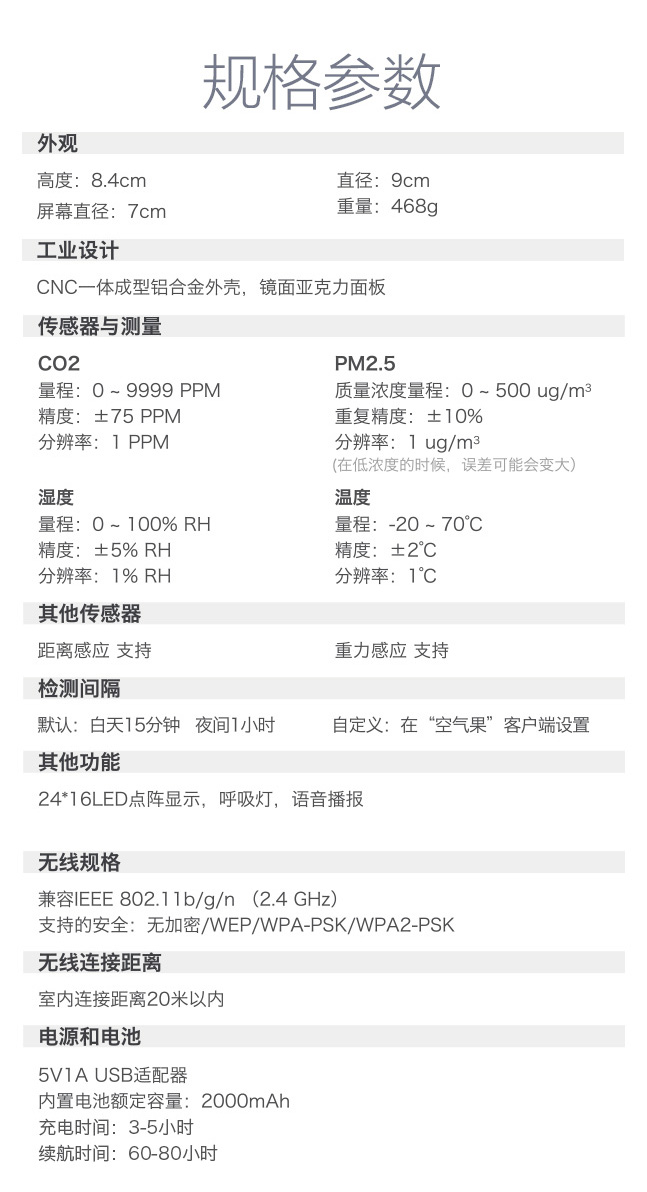 规格参数
外观
高度：8.4cm
直径：9cm
屏幕直径：7cm
重量：468g
工业设计
CNC一体成型铝合金外壳，镜面亚克力面板
传感器与测量
CO2
量程：0 ~ 9999 PPM
精度：±75 PPM
分辨率：1 PPM
PM2.5
质量浓度量程：0 ~ 500 ug/m³
重复精度：±10%
分辨率：1 ug/m³
(在低浓度的时候，误差可能会变大)
湿度
量程：0 ~ 100% RH
精度：±5% RH
分辨率：1% RH
温度
量程：-20 ~ 70℃
精度：±2℃
分辨率：1℃
其他传感器
距离感应 支持
重力感应 支持
检测间隔
默认：白天15分钟 夜间1小时
自定义：在“空气果”客户端设置
其他功能
24*16LED点阵显示，呼吸灯，语音播报
无线规格
兼容IEEE 802.11b/g/n （2.4 GHz）
支持的安全：无加密/WEP/WPA-PSK/WPA2-PSK
无线连接距离
室内连接距离20米以内
电源和电池
5V1A USB适配器
内置电池额定容量：2000mAh
充电时间：3-5小时
续航时间：60-80小时